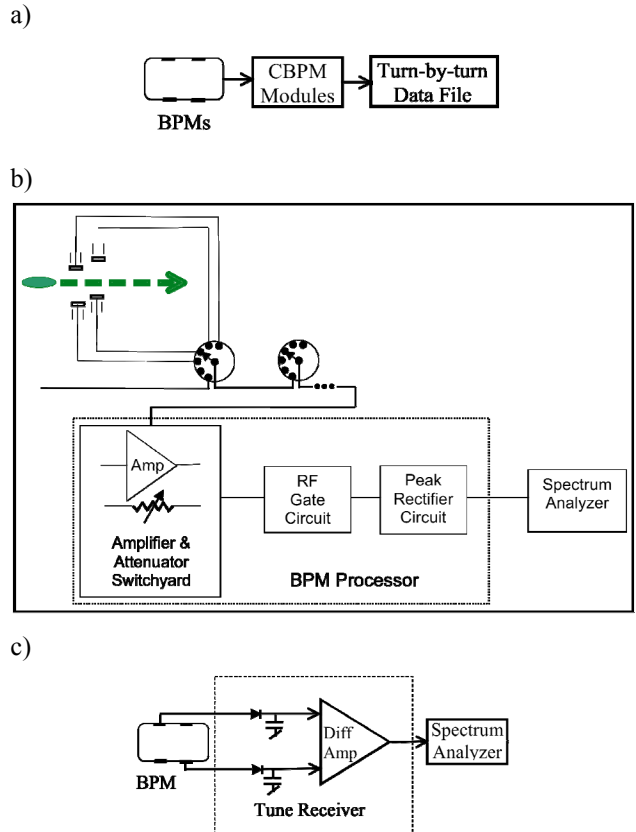 a)
BPMs
CBPM
Modules
Turn-by-turn
Data File
b)
Amp
Amplifier &
Attenuator
Switchyard
RF
Gate
Circuit
Peak
Rectifier
Circuit
BPM Processor
Spectrum
Analyzer
c)
BPM
Diff
Amp
Tune Receiver
Spectrum
Analyzer